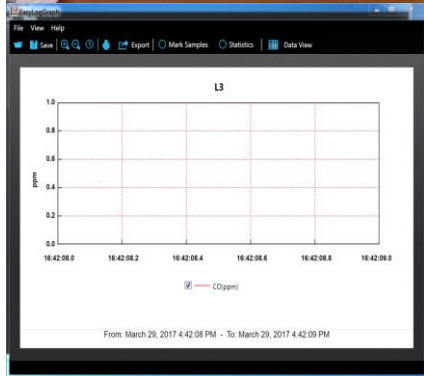 EasyLogGraph
File View Help
Save Export Mark Samples Statistics Data View
L3
1.0
0.8
0.6
0.4
0.2
0.0
ppm
16:42:08.0 16:42:08.2 16:42:08.4 16:42:08.6 16:42:08.8 16:42:09.0
CO(ppm)
From: March 29, 2017 4:42:08 PM - To: March 29, 2017 4:42:09 PM